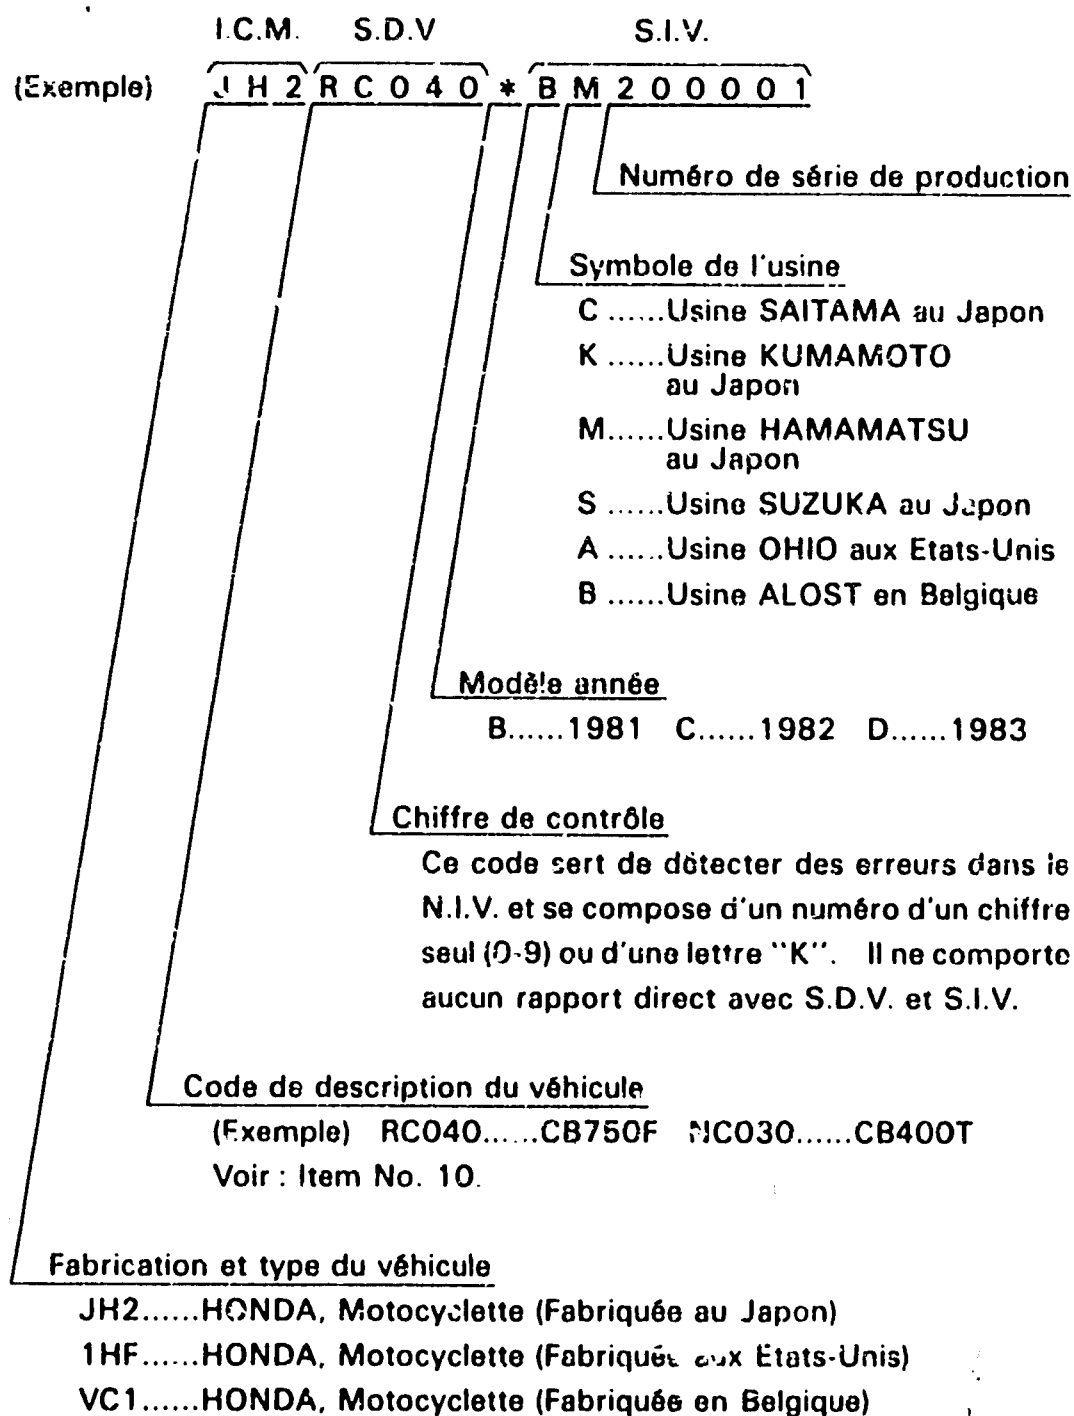 I.C.M. S.D.V S.I.V.
(Exemple) JH2RC040*BM200001
Numéro de série de production
Symbole de l'usine
C ......Usine SAITAMA au Japon
K ......Usine KUMAMOTO
au Japon
M......Usine HAMAMATSU
au Japon
S ......Usine SUZUKA au Japon
A ......Usine OHIO aux Etats-Unis
B ......Usine ALOST en Belgique
Modèle année
B......1981 C......1982 D......1983
Chiffre de contrôle
Ce code sert de détecter des erreurs dans le
N.I.V. et se compose d'un numéro d'un chiffre
seul (0-9) ou d'une lettre "K". Il ne comporte
aucun rapport direct avec S.D.V. et S.I.V.
Code de description du véhicule
(Exemple) RC040......CB750F NC030......CB400T
Voir : Item No. 10.
Fabrication et type du véhicule
JH2......HONDA, Motocyclette (Fabriquée au Japon)
1HF......HONDA, Motocyclette (Fabriquée aux Etats-Unis)
VC1......HONDA, Motocyclette (Fabriquée en Belgique)